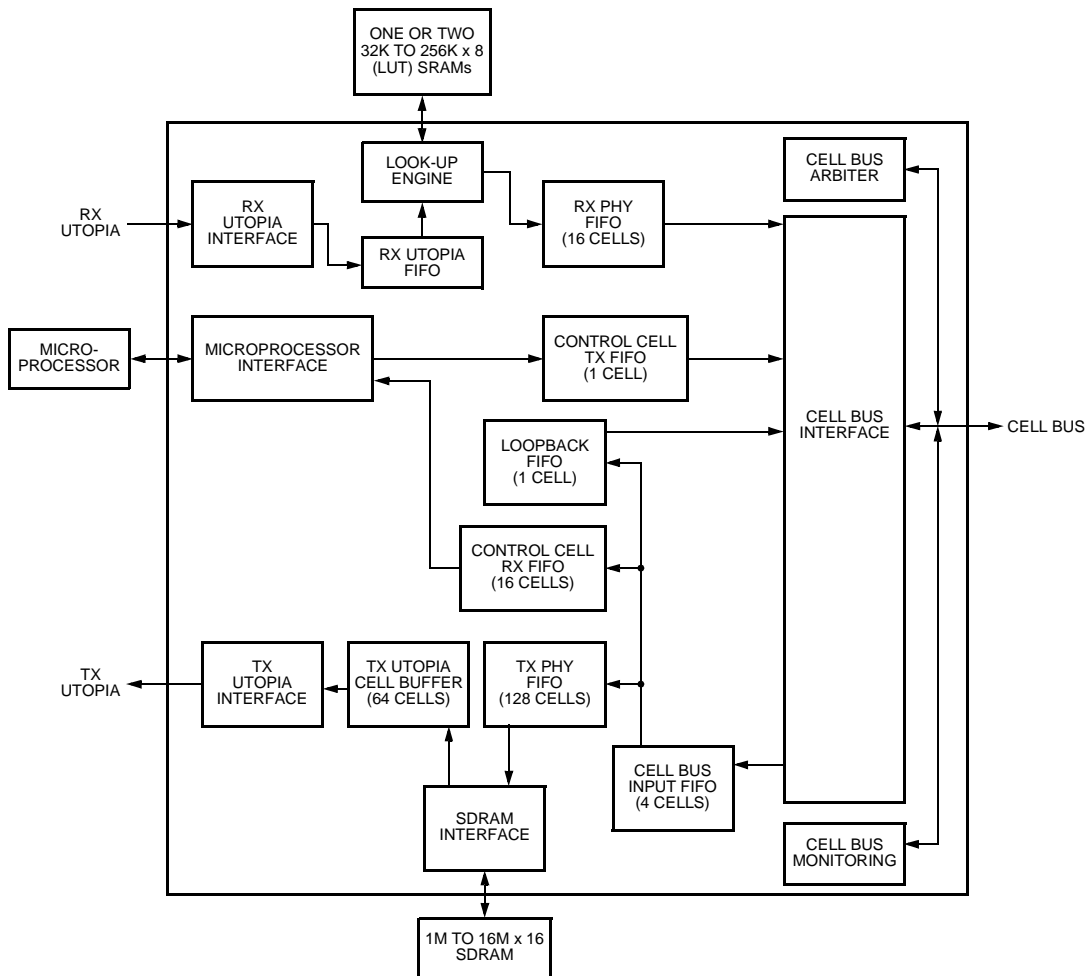 ONE OR TWO
32K TO 256K x 8
(LUT) SRAMs
LOOK-UP
ENGINE
CELL BUS
ARBITER
RX
UTOPIA
RX
UTOPIA
INTERFACE
RX UTOPIA
FIFO
RX PHY
FIFO
(16 CELLS)
MICRO-
PROCESSOR
MICROPROCESSOR
INTERFACE
CONTROL CELL
TX FIFO
(1 CELL)
CELL BUS
INTERFACE
CELL BUS
LOOPBACK
FIFO
(1 CELL)
CONTROL CELL
RX FIFO
(16 CELLS)
TX
UTOPIA
TX
UTOPIA
INTERFACE
TX UTOPIA
CELL BUFFER
(64 CELLS)
TX PHY
FIFO
(128 CELLS)
CELL BUS
INPUT FIFO
(4 CELLS)
SDRAM
INTERFACE
CELL BUS
MONITORING
1M TO 16M x 16
SDRAM